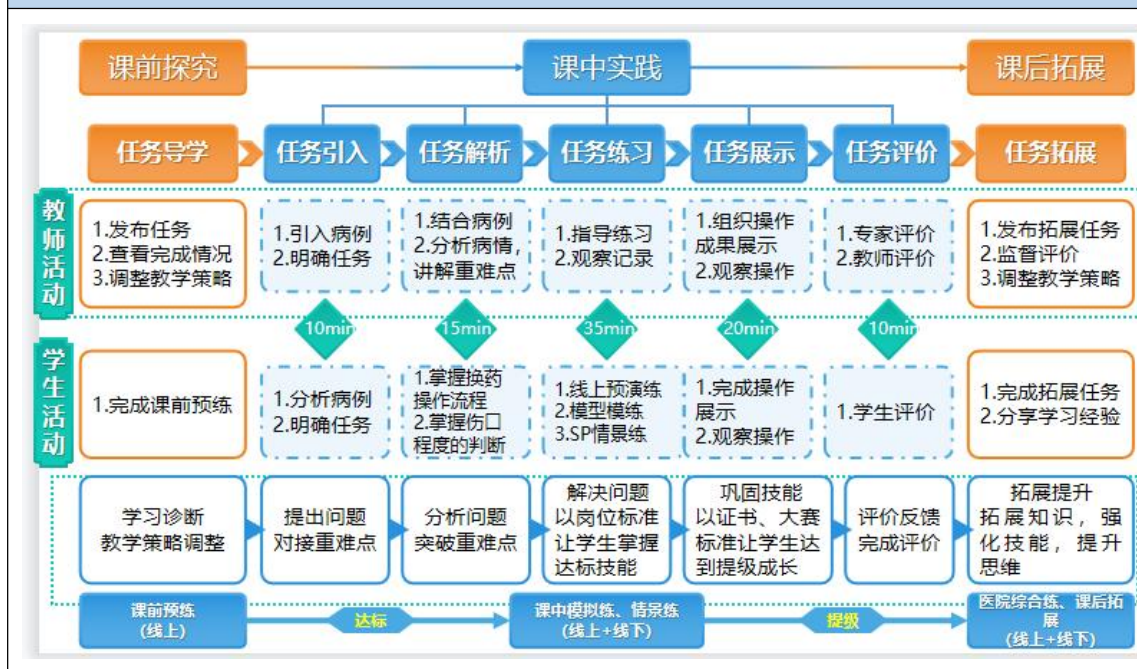 课前探究
课中实践
课后拓展
任务导学
任务引入
任务解析
任务练习
任务展示
任务评价
任务拓展
教师活动
1.发布任务
2.查看完成情况
3.调整教学策略
1.引入病例
2.明确任务
1.结合病例
2.分析病情，
讲解重难点
1.指导练习
2.观察记录
1.组织操作
成果展示
2.观察操作
1.专家评价
2.教师评价
1.发布拓展任务
2.监督评价
3.调整教学策略
10min
15min
35min
20min
10min
学生活动
1.完成课前预练
1.分析病例
2.明确任务
1.掌握换药
操作流程
2.掌握伤口
程度的判断
1.线上预演练
2.模型模练
3.SP情景练
1.完成操作
展示
2.观察操作
1.学生评价
1.完成拓展任务
2.分享学习经验
学习诊断
教学策略调整
提出问题
对接重难点
分析问题
突破重难点
解决问题
以岗位标准
让学生掌握
达标技能
巩固技能
以证书、大赛
标准让学生达
到提级成长
评价反馈
完成评价
拓展提升
拓展知识，强
化技能，提升
思维
课前预练
(线上)
达标
课中模拟练、情景练
(线上+线下)
提级
医院综合练、课后拓
展
(线上+线下)